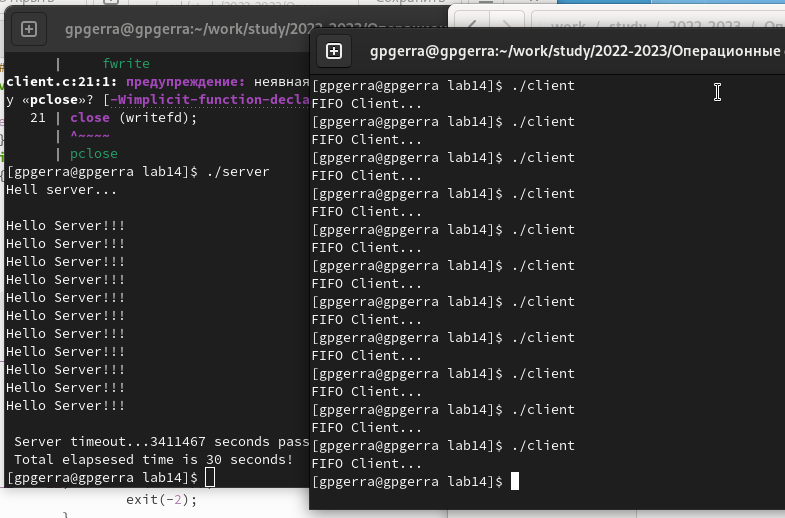 gpgerra@gpgerra:~/work/study/2022-2023/
| fwrite
client.c:21:1: предупреждение: неявная
у «pclose»? [-Wimplicit-function-decla
21 | close (writefd);
| ^~~~~
| pclose
[gpgerra@gpgerra lab14]$ ./server
Hell server...
Hello Server!!!
Hello Server!!!
Hello Server!!!
Hello Server!!!
Hello Server!!!
Hello Server!!!
Hello Server!!!
Hello Server!!!
Hello Server!!!
Hello Server!!!
Hello Server!!!
Server timeout...3411467 seconds pass
Total elapsesed time is 30 seconds!
[gpgerra@gpgerra lab14]$
exit(-2);
}
work / study / 2022-2023 / Оп
gpgerra@gpgerra:~/work/study/2022-2023/Операционные
[gpgerra@gpgerra lab14]$ ./client
FIFO Client...
[gpgerra@gpgerra lab14]$ ./client
FIFO Client...
[gpgerra@gpgerra lab14]$ ./client
FIFO Client...
[gpgerra@gpgerra lab14]$ ./client
FIFO Client...
[gpgerra@gpgerra lab14]$ ./client
FIFO Client...
[gpgerra@gpgerra lab14]$ ./client
FIFO Client...
[gpgerra@gpgerra lab14]$ ./client
FIFO Client...
[gpgerra@gpgerra lab14]$ ./client
FIFO Client...
[gpgerra@gpgerra lab14]$ ./client
FIFO Client...
[gpgerra@gpgerra lab14]$ ./client
FIFO Client...
[gpgerra@gpgerra lab14]$ ./client
FIFO Client...
[gpgerra@gpgerra lab14]$